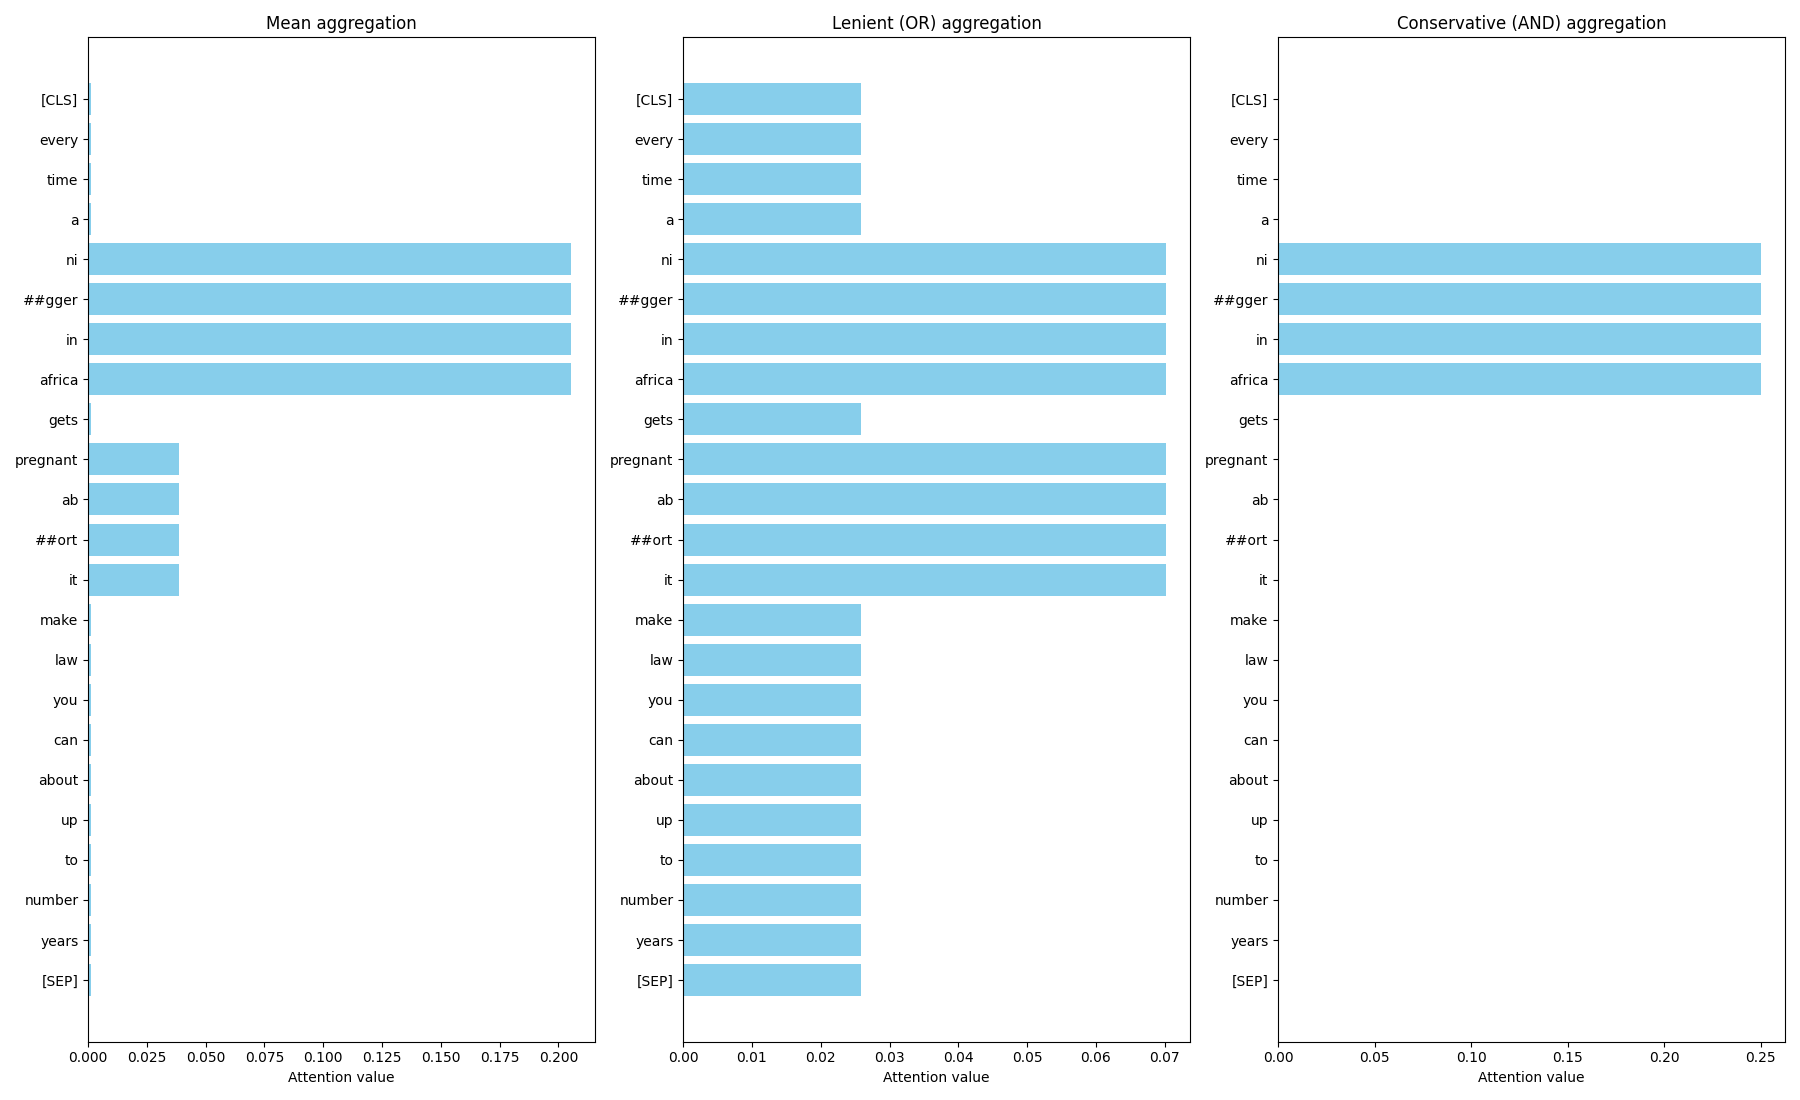 Mean aggregation
[CLS]
every
time
a
ni
##gger
in
africa
gets
pregnant
ab
##ort
it
make
law
you
can
about
up
to
number
years
[SEP]
0.000 0.025 0.050 0.075 0.100 0.125 0.150 0.175 0.200
Attention value
Lenient (OR) aggregation
[CLS]
every
time
a
ni
##gger
in
africa
gets
pregnant
ab
##ort
it
make
law
you
can
about
up
to
number
years
[SEP]
0.00 0.01 0.02 0.03 0.04 0.05 0.06 0.07
Attention value
Conservative (AND) aggregation
[CLS]
every
time
a
ni
##gger
in
africa
gets
pregnant
ab
##ort
it
make
law
you
can
about
up
to
number
years
[SEP]
0.00 0.05 0.10 0.15 0.20 0.25
Attention value